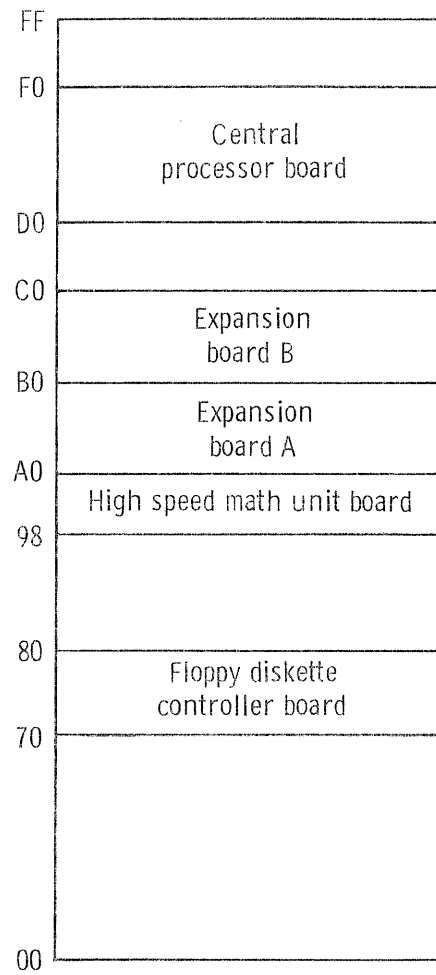 FF
F0
Central
processor board
D0
C0
Expansion
board B
B0
Expansion
board A
A0
High speed math unit board
98
80
Floppy diskette
controller board
70
00